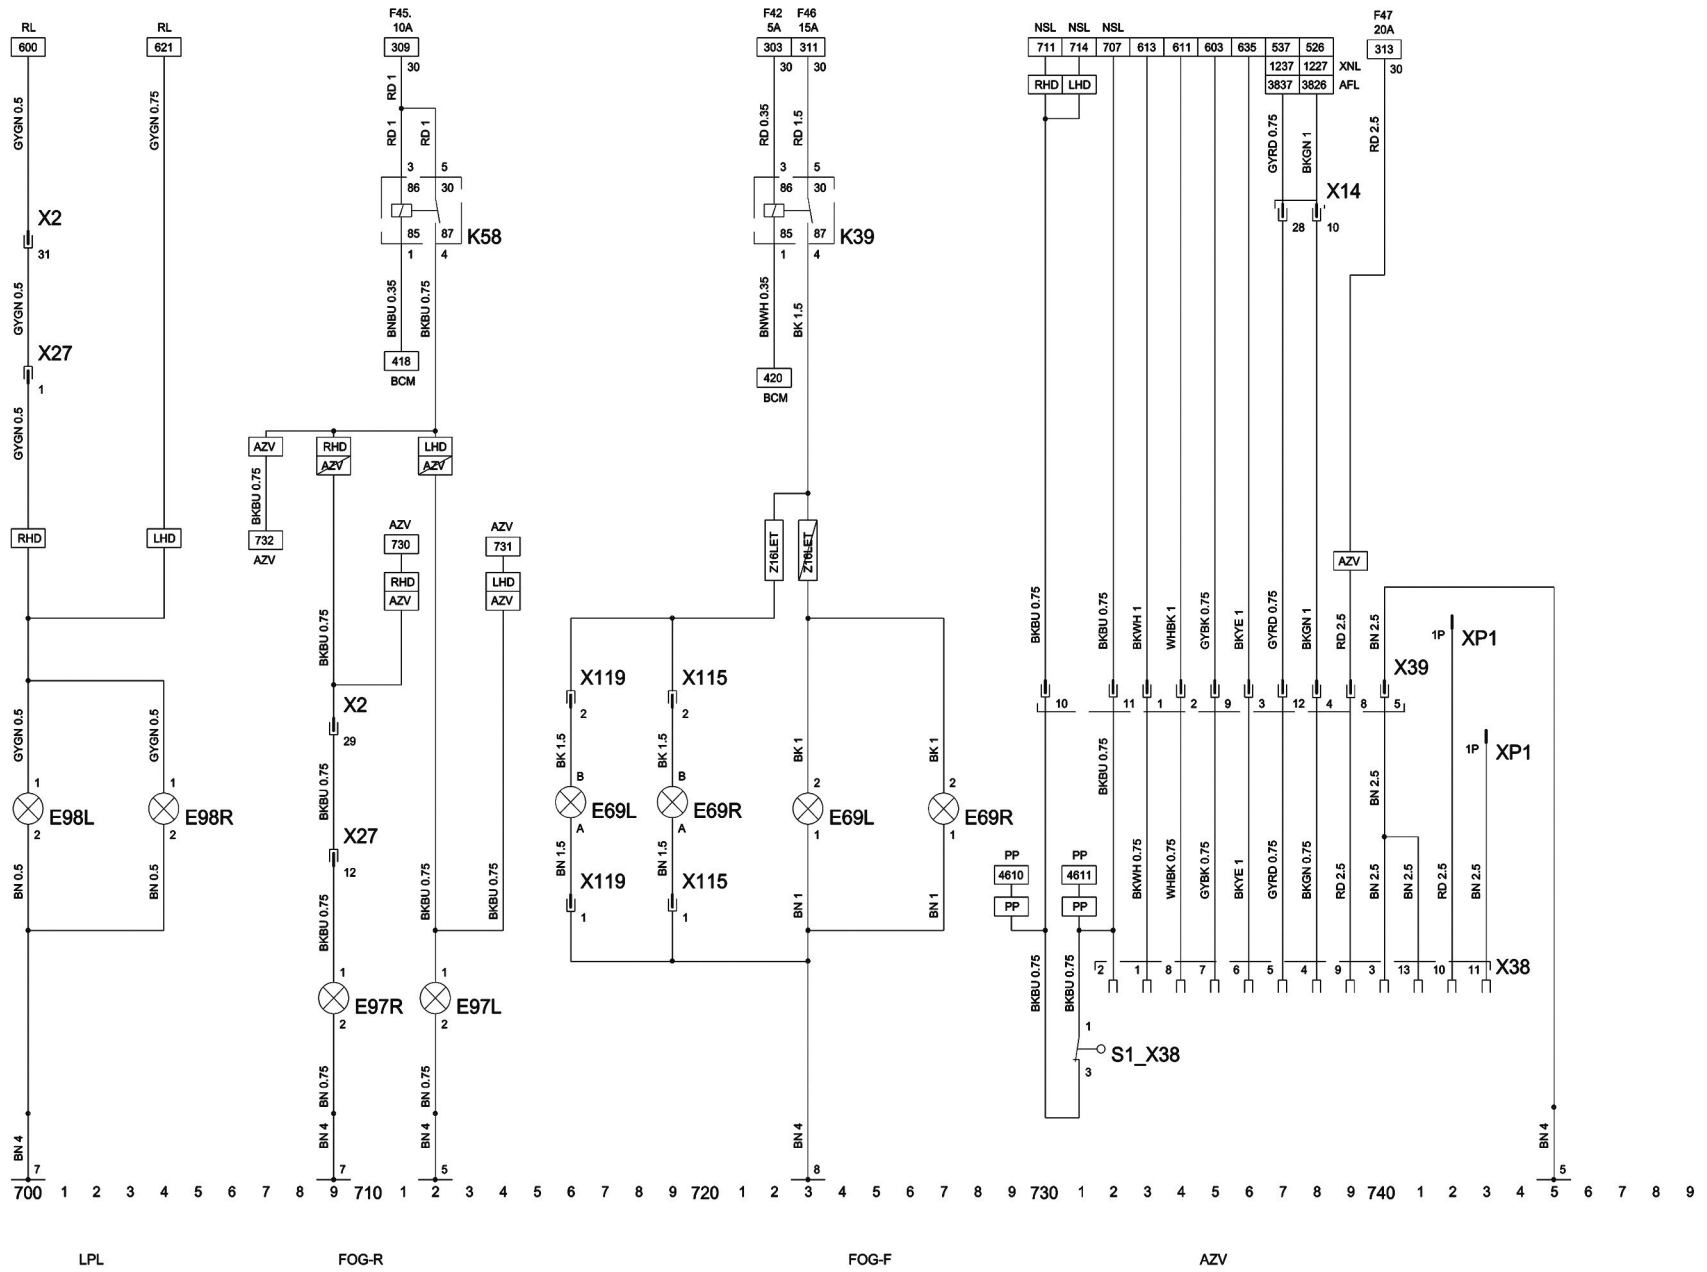 RL
600
GYGN 0.5
X2
31
GYGN 0.5
X27
1
GYGN 0.5
RHD
GYGN 0.5
1
E98L
2
BN 0.5
BN 4
7
RL
621
GYGN 0.75
LHD
GYGN 0.5
1
E98R
2
BN 0.5
F45.
10A
309
30
RD 1
RD 1
RD 1
3
5
86
30
85
87
K58
1
4
BNBU 0.35
BKBU 0.75
418
BCM
AZV
BKBU 0.75
732
AZV
RHD
AZV
LHD
AZV
AZV
730
RHD
AZV
AZV
731
LHD
AZV
BKBU 0.75
X2
29
BKBU 0.75
X27
12
BKBU 0.75
1
E97R
2
BN 0.75
BN 4
7
BKBU 0.75
BKBU 0.75
1
E97L
2
BN 0.75
BN 4
5
F42
5A
F46
15A
303
311
30
30
RD 0.35
RD 1.5
3
5
86
30
85
87
K39
1
4
BNWH 0.35
BK 1.5
420
BCM
Z16LET
Z16LET
X119
2
BK 1.5
B
E69L
A
BN 1.5
X119
1
X115
2
BK 1.5
B
E69R
A
BN 1.5
X115
1
BK 1
2
E69L
1
BN 1
BK 1
2
E69R
1
BN 1
BN 4
8
NSL
NSL
NSL
711
714
707
613
611
603
635
537
526
1237
1227
XNL
3837
3826
AFL
RHD
LHD
F47
20A
313
30
GYRD 0.75
BKGN 1
RD 2.5
X14
28
10
AZV
BKBU 0.75
BKBU 0.75
BKWH 1
WHBK 1
GYBK 0.75
BKYE 1
GYRD 0.75
BKGN 1
RD 2.5
BN 2.5
X39
10
11
1
2
9
3
12
4
8
5
1P
XP1
1P
XP1
BKBU 0.75
BN 2.5
PP
4610
PP
PP
4611
PP
BKWH 0.75
WHBK 0.75
GYBK 0.75
BKYE 1
GYRD 0.75
BKGN 0.75
RD 2.5
BN 2.5
BN 2.5
RD 2.5
BN 2.5
BKBU 0.75
BKBU 0.75
2
1
8
7
6
5
4
9
3
13
10
11
X38
1
S1_X38
3
BN 4
5
700 1 2 3 4 5 6 7 8 9 710 1 2 3 4 5 6 7 8 9 720 1 2 3 4 5 6 7 8 9 730 1 2 3 4 5 6 7 8 9 740 1 2 3 4 5 6 7 8 9
LPL
FOG-R
FOG-F
AZV